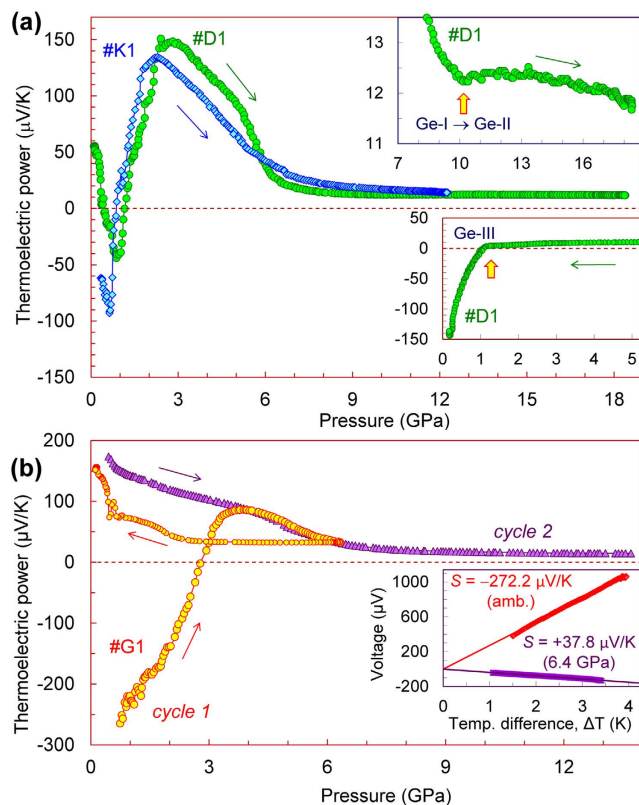 (a)
#K1
#D1
150
100
50
0
-50
-100
-150
Thermoelectric power (µV/K)
0
3
6
9
12
15
18
Pressure (GPa)
13
12
11
#D1
Ge-I → Ge-II
7
10
13
16
50
0
-50
-100
-150
Ge-III
#D1
0
1
2
3
4
5
(b)
200
100
0
-100
-200
-300
Thermoelectric power (µV/K)
cycle 2
#G1
cycle 1
0
3
6
9
12
Pressure (GPa)
1000
600
200
-200
Voltage (µV)
S = −272.2 µV/K
(amb.)
S = +37.8 µV/K
(6.4 GPa)
0
1
2
3
4
Temp. difference, ΔT (K)